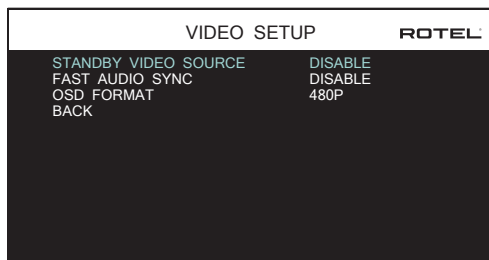 VIDEO SETUP ROTEL
STANDBY VIDEO SOURCE DISABLE
FAST AUDIO SYNC DISABLE
OSD FORMAT 480P
BACK